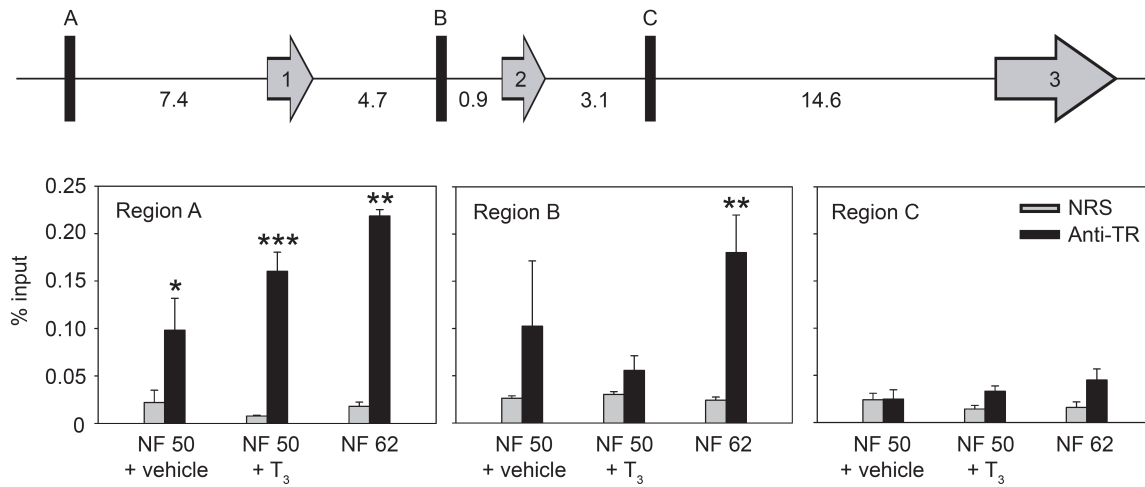 A B C
1 2 3
7.4 4.7 0.9 3.1 14.6
% input
0.25
0.20
0.15
0.10
0.05
0
Region A
*
***
**
NF 50 + vehicle
NF 50 + T3
NF 62
Region B
**
NF 50 + vehicle
NF 50 + T3
NF 62
Region C
NRS
Anti-TR
NF 50 + vehicle
NF 50 + T3
NF 62